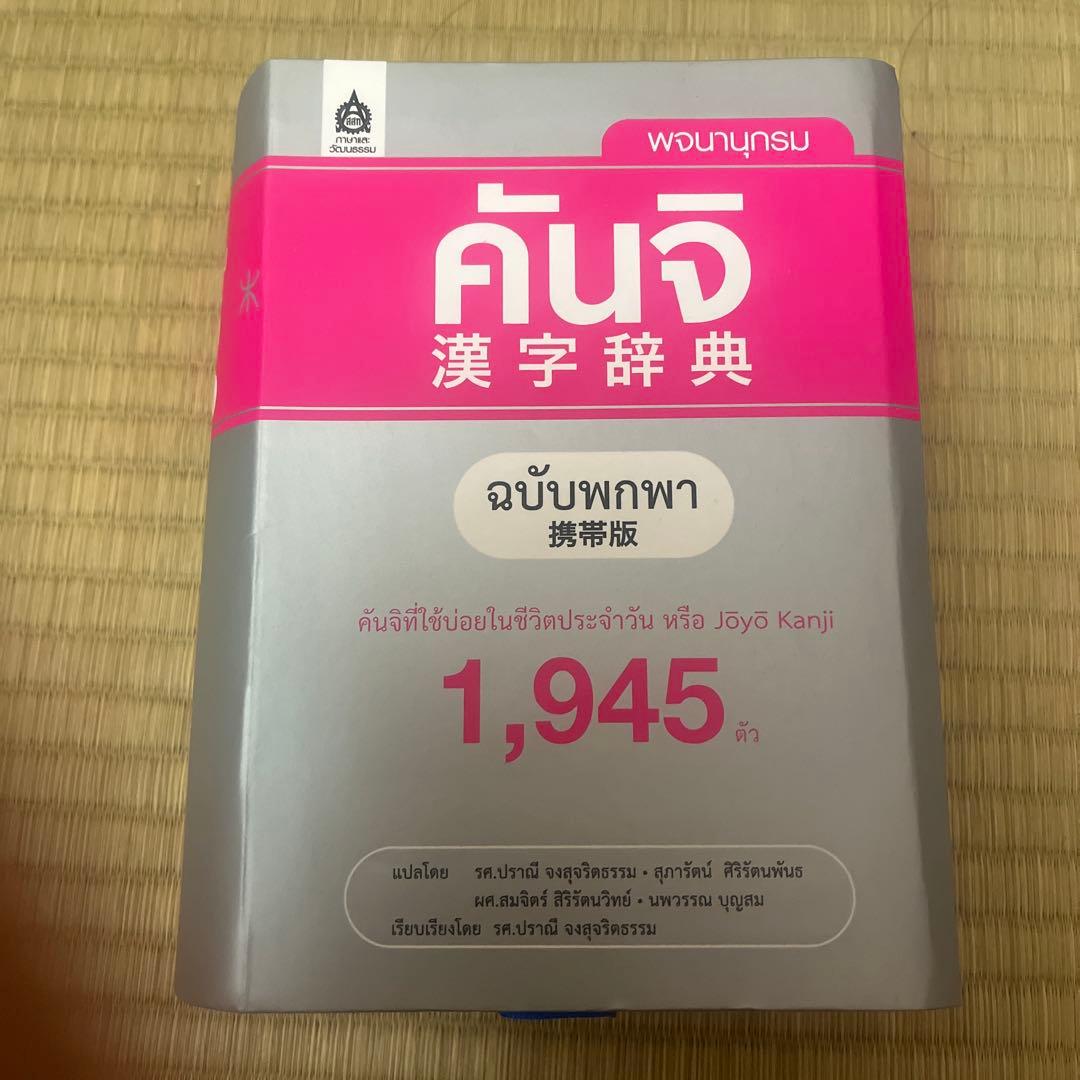 สสท
ภาษาและ
วัฒนธรรม
พจนานุกรม
คันจิ
漢字辞典
ฉบับพกพา
携帯版
คันจิที่ใช้บ่อยในชีวิตประจำวัน หรือ Jōyō Kanji
1,945 ตัว
แปลโดย รศ.ปราณี จงสุจริตธรรม • สุภารัตน์ ศิริรัตนพันธ
ผศ.สมจิตร์ สิริรัตนวิทย์ • นพวรรณ บุญสม
เรียบเรียงโดย รศ.ปราณี จงสุจริตธรรม